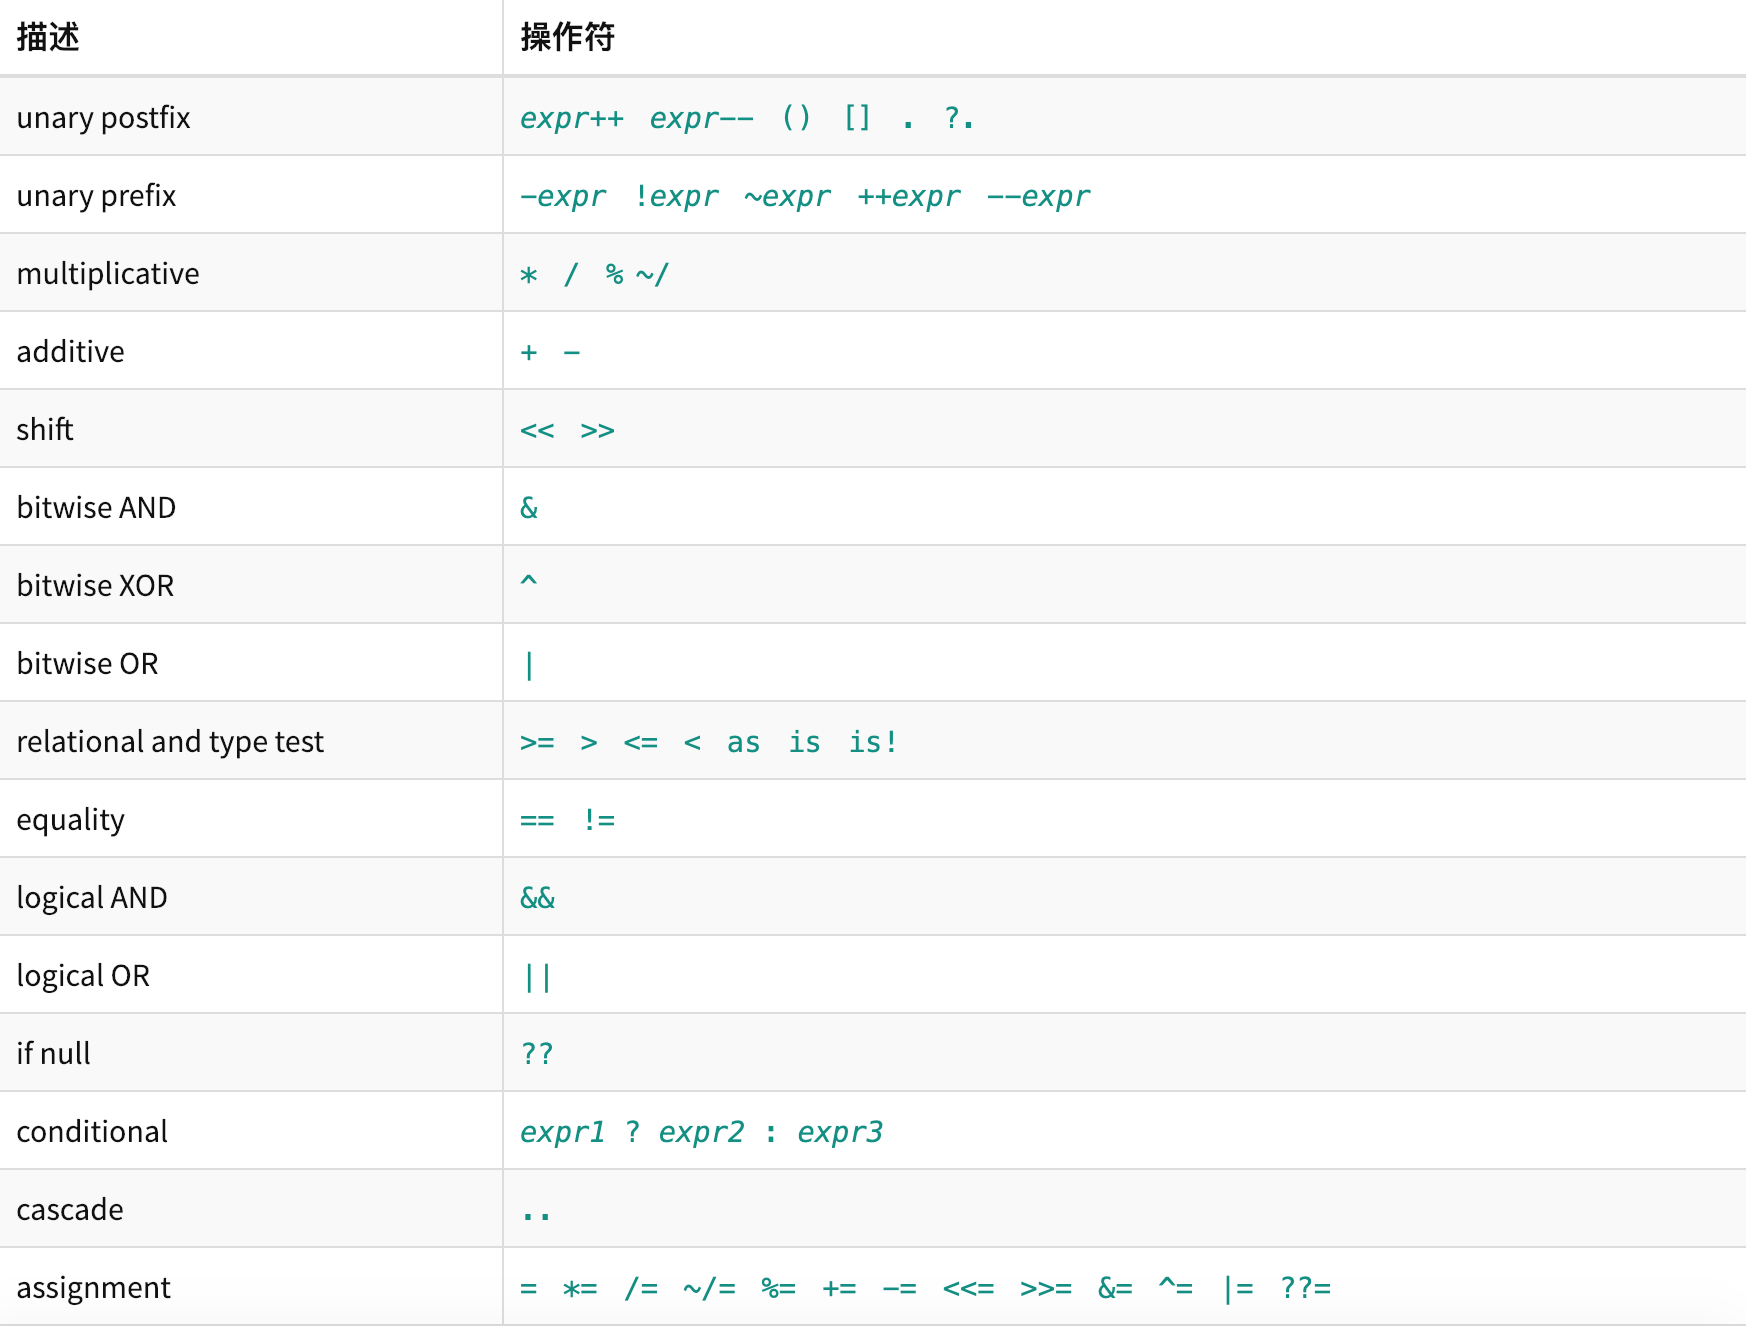 描述 操作符
unary postfix expr++ expr-- () [] . ?.
unary prefix -expr !expr ~expr ++expr --expr
multiplicative * / % ~/
additive + -
shift << >>
bitwise AND &
bitwise XOR ^
bitwise OR |
relational and type test >= > <= < as is is!
equality == !=
logical AND &&
logical OR ||
if null ??
conditional expr1 ? expr2 : expr3
cascade ..
assignment = *= /= ~/= %= += -= <<= >>= &= ^= |= ??=